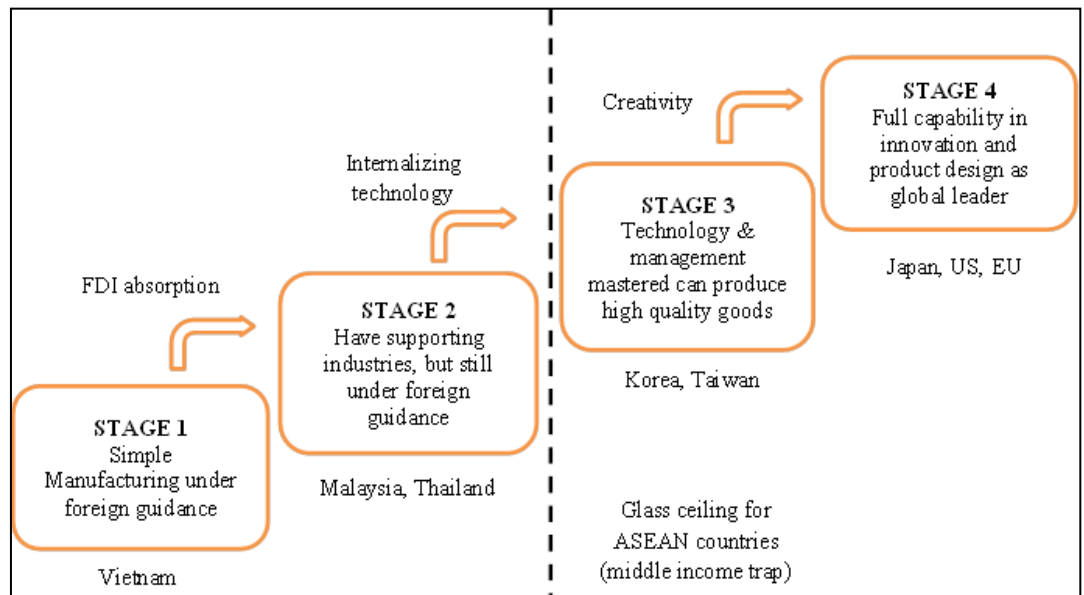 STAGE 1
Simple
Manufacturing under
foreign guidance
Vietnam
FDI absorption
STAGE 2
Have supporting
industries, but still
under foreign
guidance
Malaysia, Thailand
Internalizing
technology
STAGE 3
Technology &
management
mastered can produce
high quality goods
Korea, Taiwan
Creativity
STAGE 4
Full capability in
innovation and
product design as
global leader
Japan, US, EU
Glass ceiling for
ASEAN countries
(middle income trap)